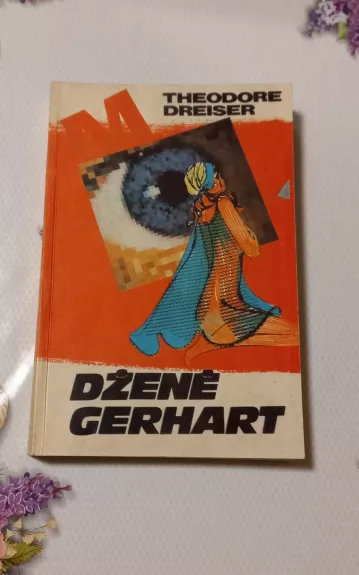 M
THEODORE
DREISER
DŽENĖ
GERHART